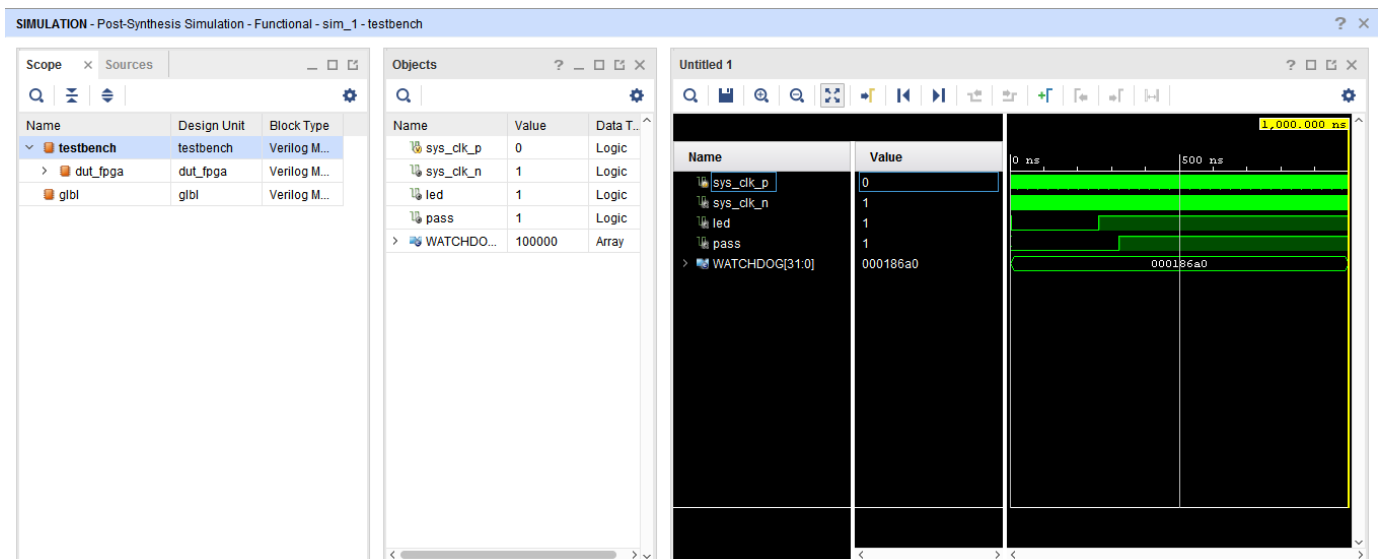 SIMULATION - Post-Synthesis Simulation - Functional - sim_1 - testbench
Scope Sources
Name Design Unit Block Type
testbench testbench Verilog M...
dut_fpga dut_fpga Verilog M...
glbl glbl Verilog M...
Objects
Name Value Data T...
sys_clk_p 0 Logic
sys_clk_n 1 Logic
led 1 Logic
pass 1 Logic
WATCHDO... 100000 Array
Untitled 1
1,000.000 ns
Name Value 0 ns 500 ns
sys_clk_p 0
sys_clk_n 1
led 1
pass 1
WATCHDOG[31:0] 000186a0 000186a0